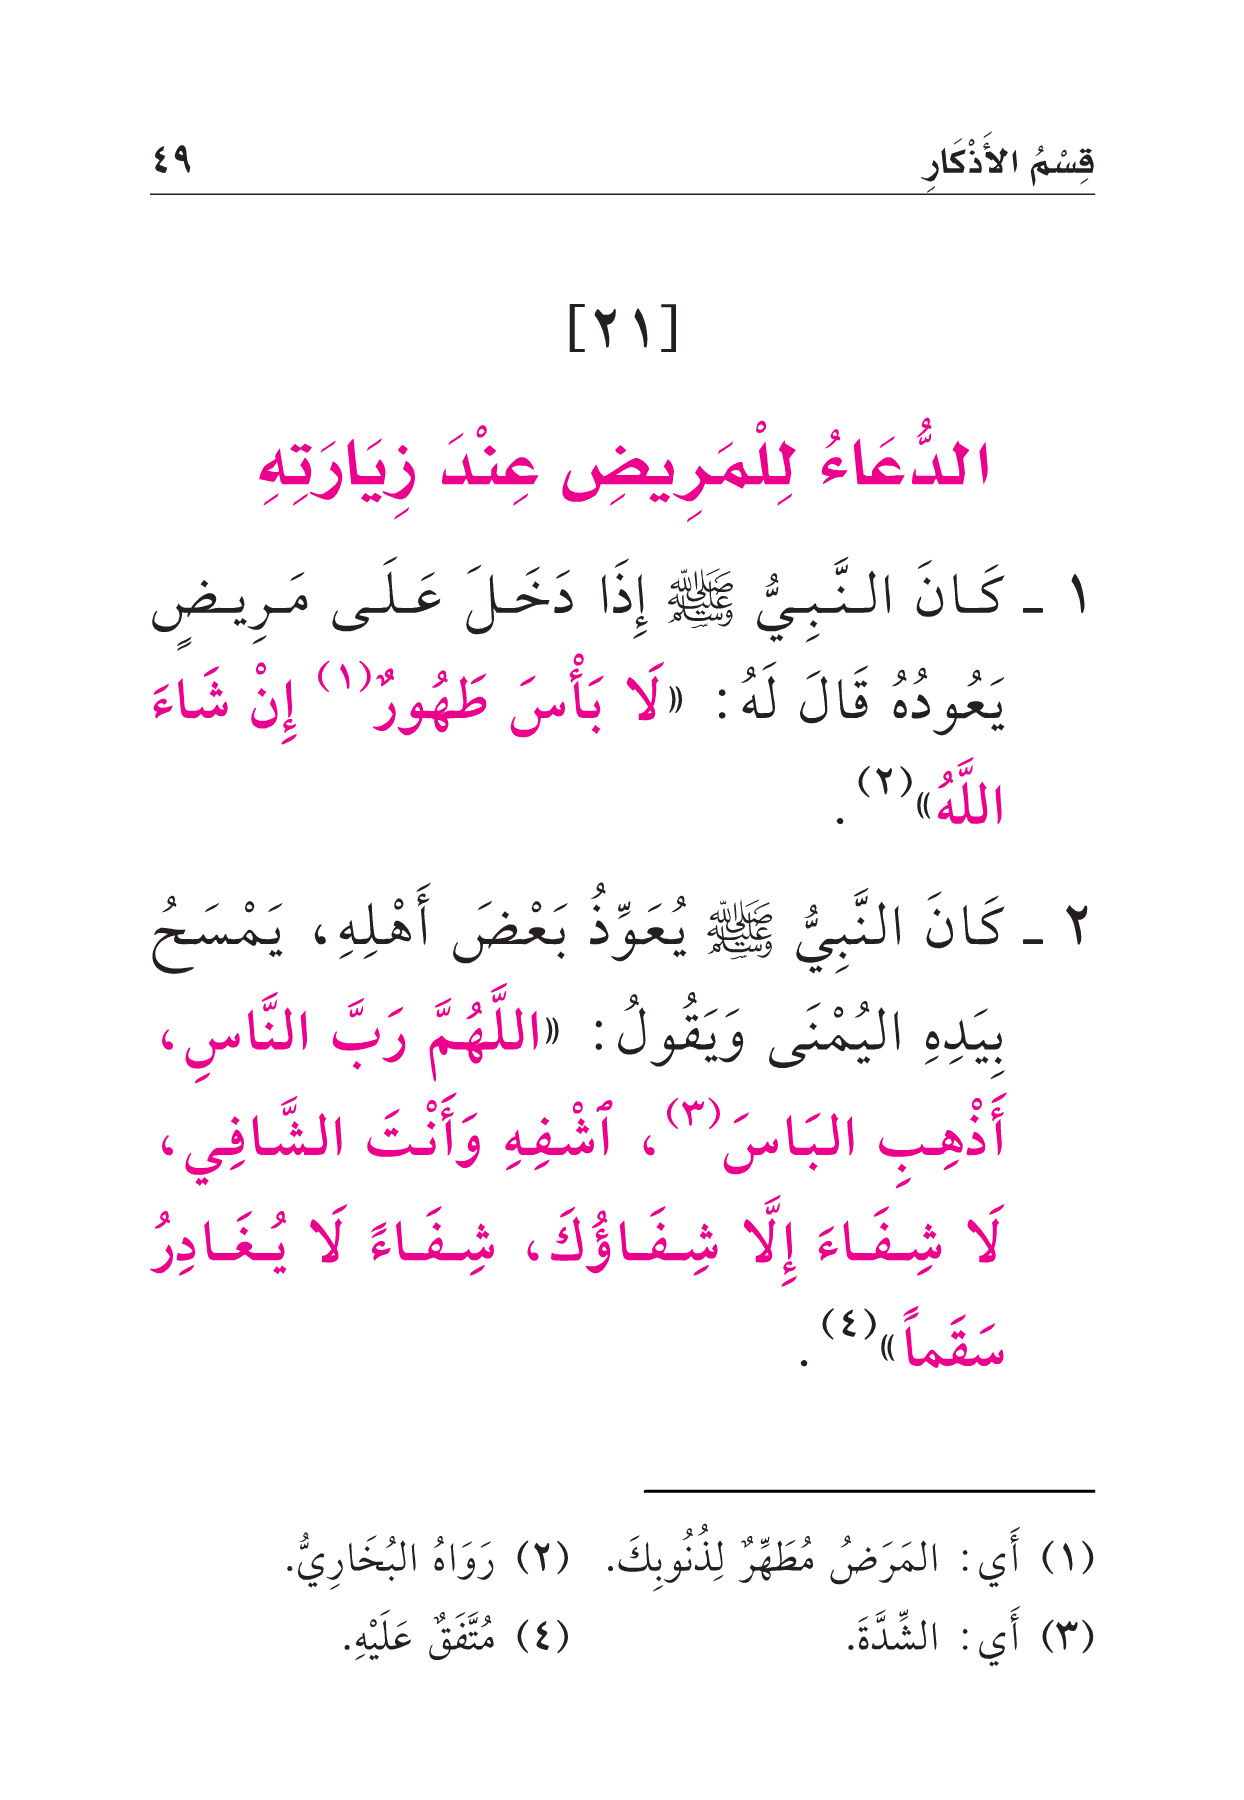 قِسْمُ الأَذْكَارِ ٤٩
[٢١]
الدُّعَاءُ لِلْمَرِيضِ عِنْدَ زِيَارَتِهِ
١ ـ كَانَ النَّبِيُّ ﷺ إِذَا دَخَلَ عَلَى مَرِيضٍ
يَعُودُهُ قَالَ لَهُ: «لَا بَأْسَ طَهُورٌ(١) إِنْ شَاءَ
اللَّهُ»(٢).
٢ ـ كَانَ النَّبِيُّ ﷺ يُعَوِّذُ بَعْضَ أَهْلِهِ، يَمْسَحُ
بِيَدِهِ اليُمْنَى وَيَقُولُ: «اللَّهُمَّ رَبَّ النَّاسِ،
أَذْهِبِ البَاسَ(٣)، ٱشْفِهِ وَأَنْتَ الشَّافِي،
لَا شِفَاءَ إِلَّا شِفَاؤُكَ، شِفَاءً لَا يُغَادِرُ
سَقَماً»(٤).
(١) أَي: المَرَضُ مُطَهِّرٌ لِذُنُوبِكَ. (٢) رَوَاهُ البُخَارِيُّ.
(٣) أَي: الشِّدَّةَ. (٤) مُتَّفَقٌ عَلَيْهِ.